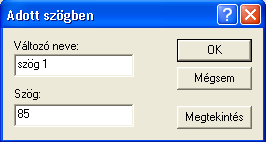 Adott szögben
Változó neve:
szög 1
OK
Mégsem
Szög:
85
Megtekintés